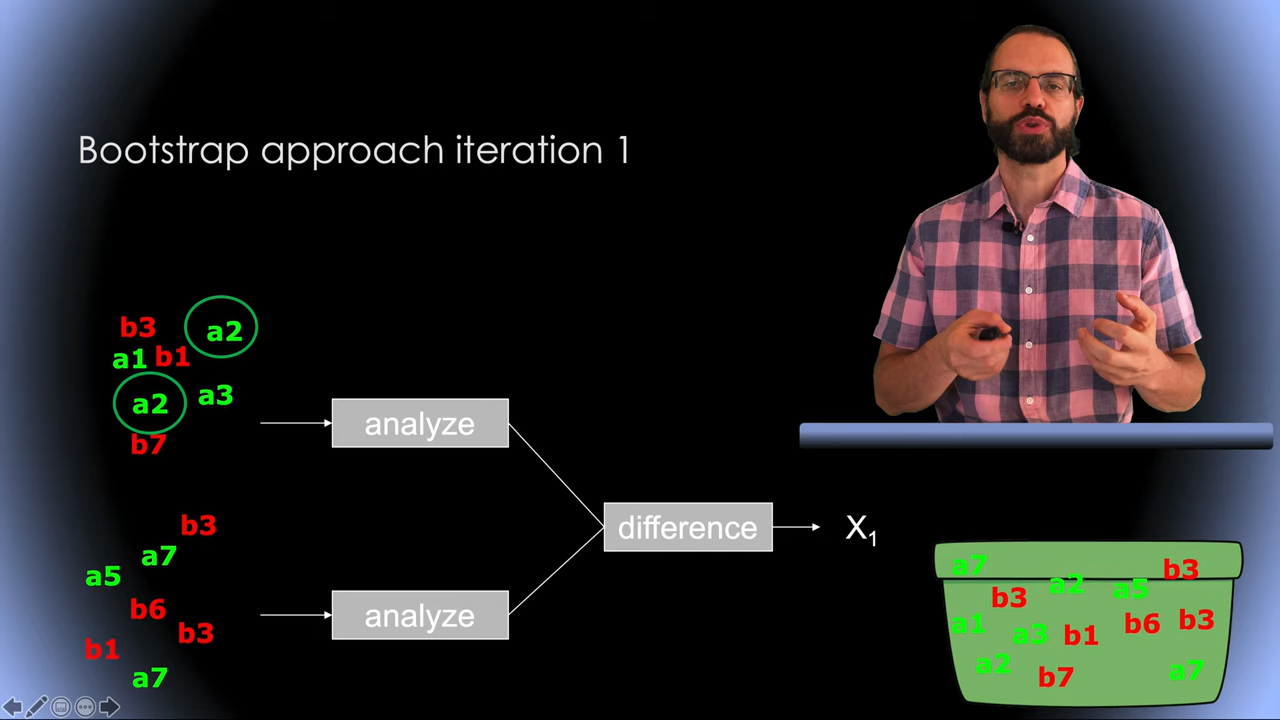 Bootstrap approach iteration 1
b3 a2
a1 b1
a2 a3
b7
analyze
b3
a7
a5
b6
b3
b1
a7
analyze
difference
X1
a7 b3
b3 a2 a5
a1 a3 b1 b6 b3
a2 b7 a7